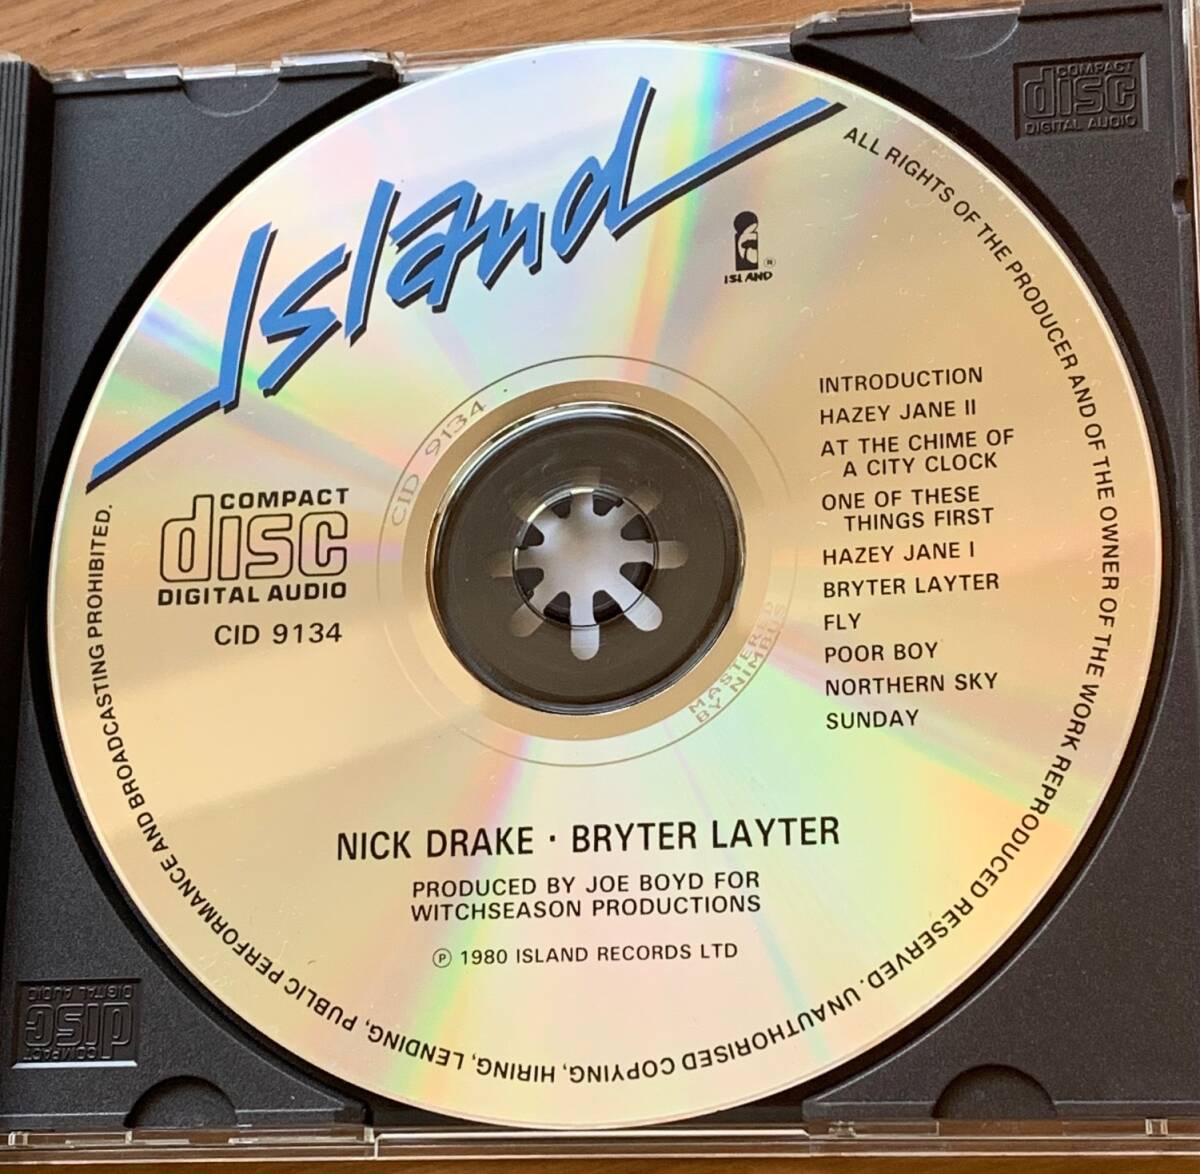 Island
ISLAND
®
COMPACT
disc
DIGITAL AUDIO
CID 9134
CID 9134
MASTERED
BY NIMBUS
INTRODUCTION
HAZEY JANE II
AT THE CHIME OF
A CITY CLOCK
ONE OF THESE
THINGS FIRST
HAZEY JANE I
BRYTER LAYTER
FLY
POOR BOY
NORTHERN SKY
SUNDAY
NICK DRAKE · BRYTER LAYTER
PRODUCED BY JOE BOYD FOR
WITCHSEASON PRODUCTIONS
℗ 1980 ISLAND RECORDS LTD
ALL RIGHTS OF THE PRODUCER AND OF THE OWNER OF THE WORK REPRODUCED RESERVED. UNAUTHORISED COPYING, HIRING, LENDING, PUBLIC PERFORMANCE AND BROADCASTING PROHIBITED.
COMPACT
disc
DIGITAL AUDIO
COMPACT
disc
DIGITAL AUDIO